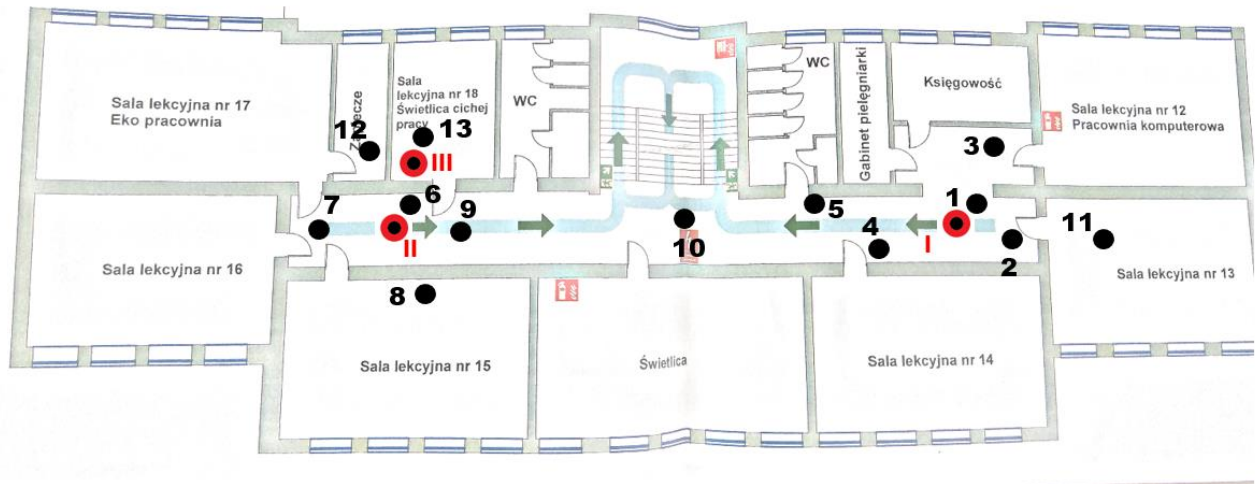 Sala lekcyjna nr 17
Eko pracownia
Zaplecze
Sala
lekcyjna nr 18
Świetlica cichej
pracy
WC
WC
Gabinet pielęgniarki
Księgowość
Sala lekcyjna nr 12
Pracownia komputerowa
12
13
III
3
7
6
9
5
1
4
I
2
11
10
II
Sala lekcyjna nr 16
Sala lekcyjna nr 13
8
Sala lekcyjna nr 15
Świetlica
Sala lekcyjna nr 14